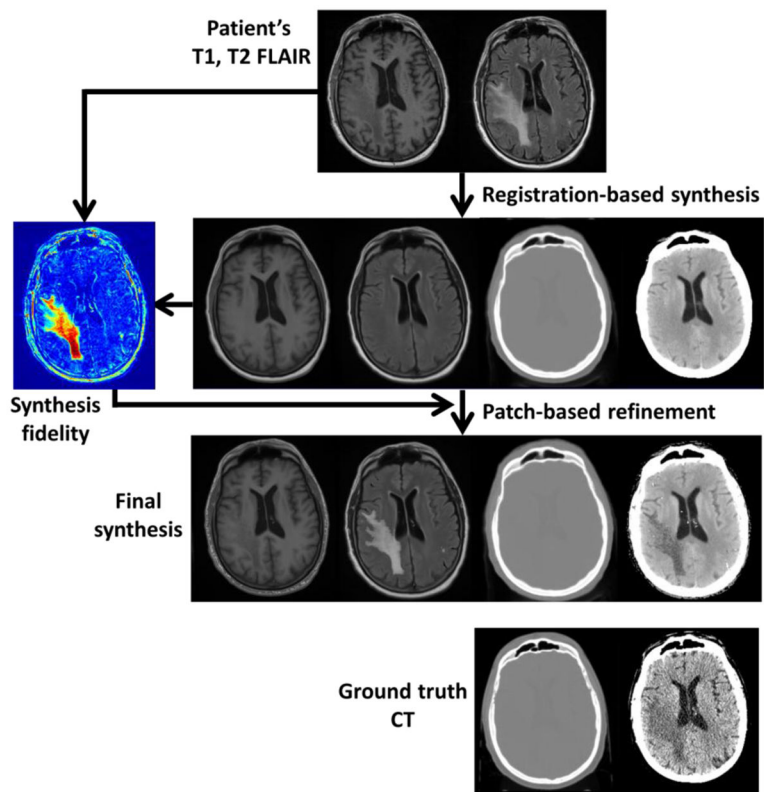 Patient's
T1, T2 FLAIR
Registration-based synthesis
Synthesis
fidelity
Patch-based refinement
Final
synthesis
Ground truth
CT